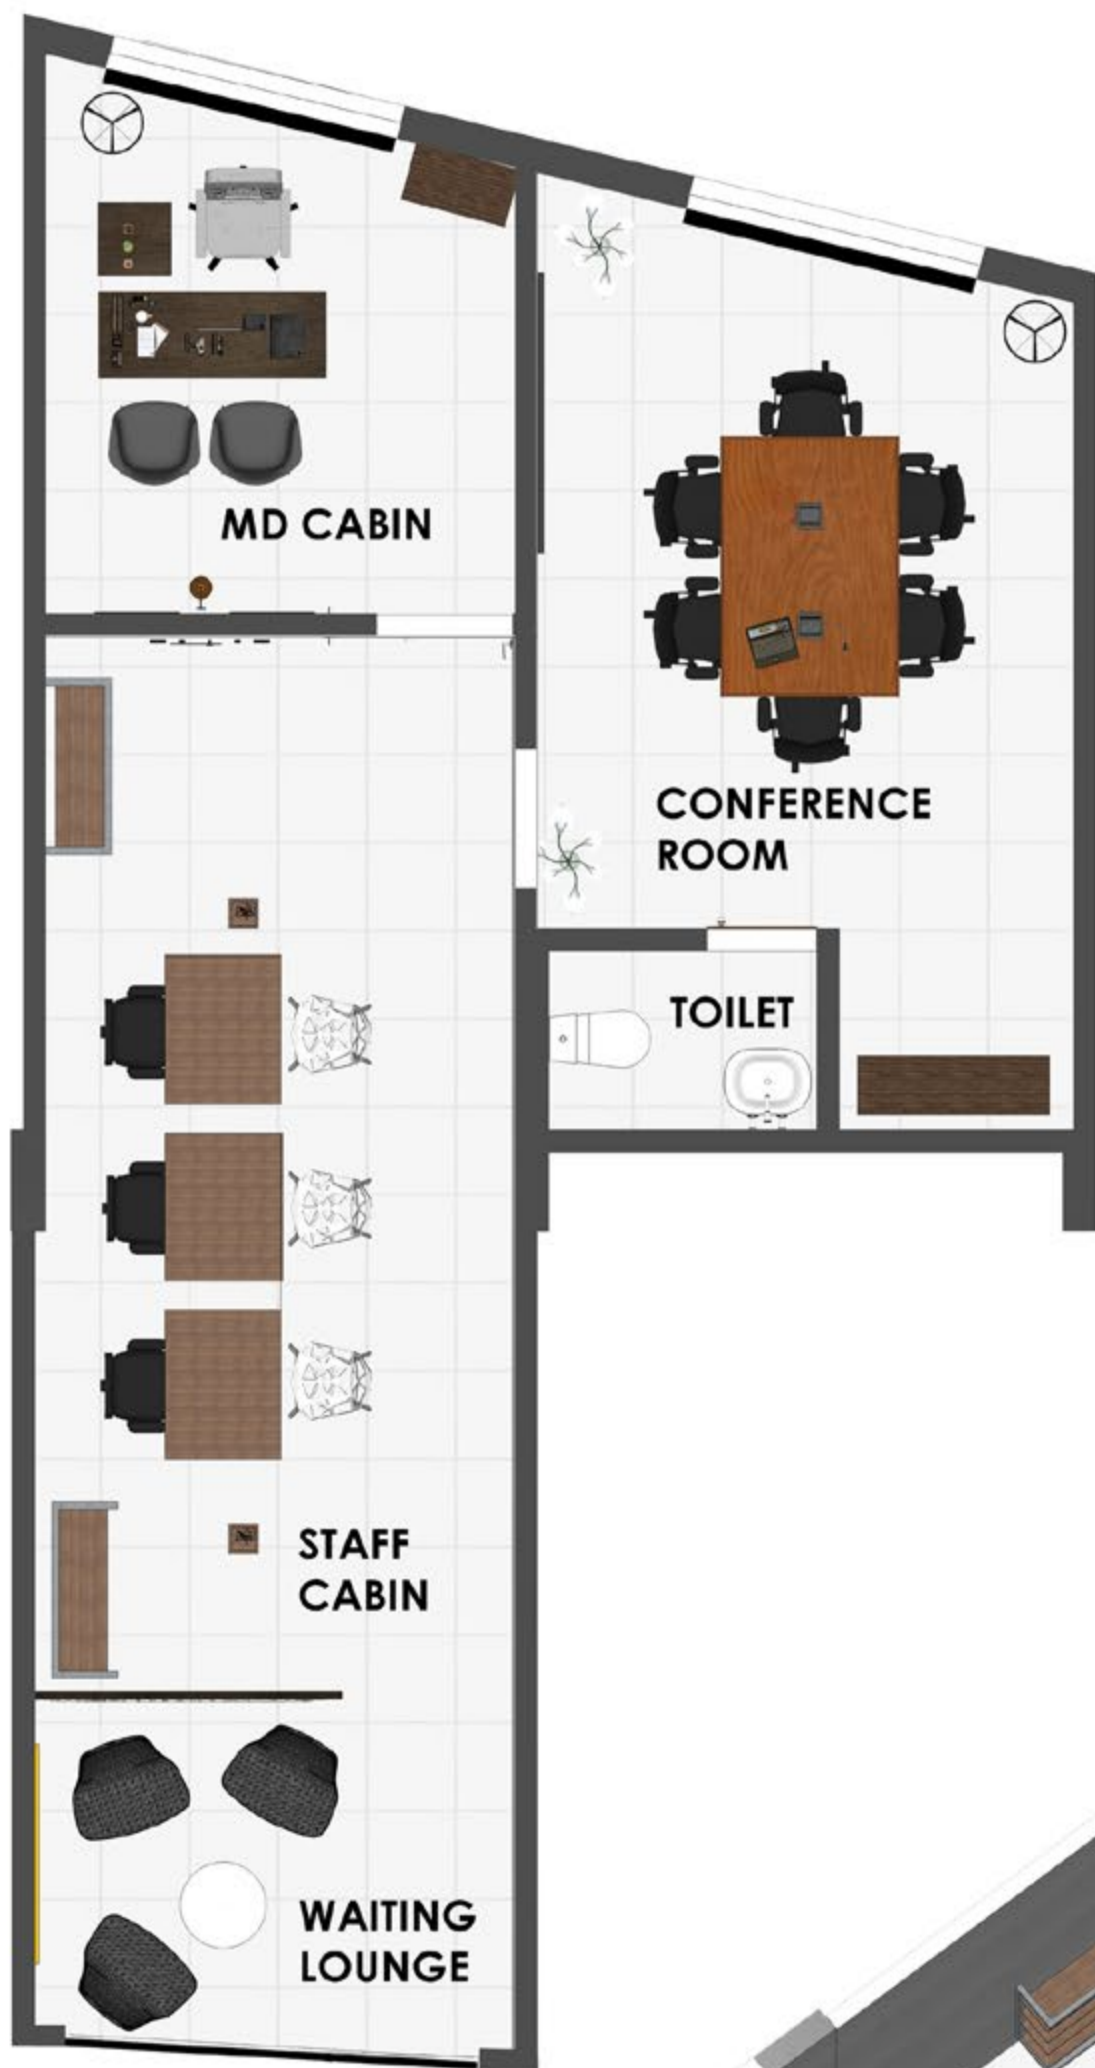 MD CABIN
CONFERENCE
ROOM
TOILET
STAFF
CABIN
WAITING
LOUNGE